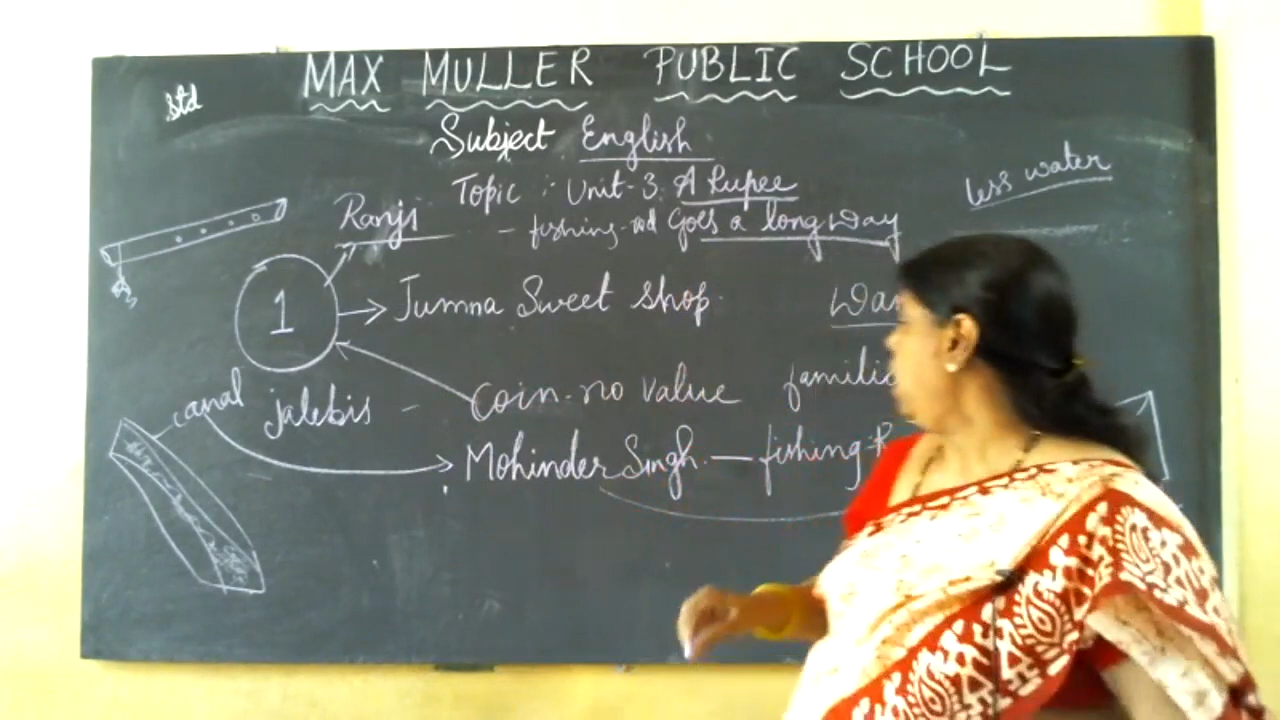 MAX MULLER PUBLIC SCHOOL
Std
Subject English
Topic :- Unit-3. A Rupee
less water
Ranji - fishing-rod Goes a long Way
1
Jumna Sweet shop.
canal jalebis - coin-no value
Mohinder Singh. — fishing-R